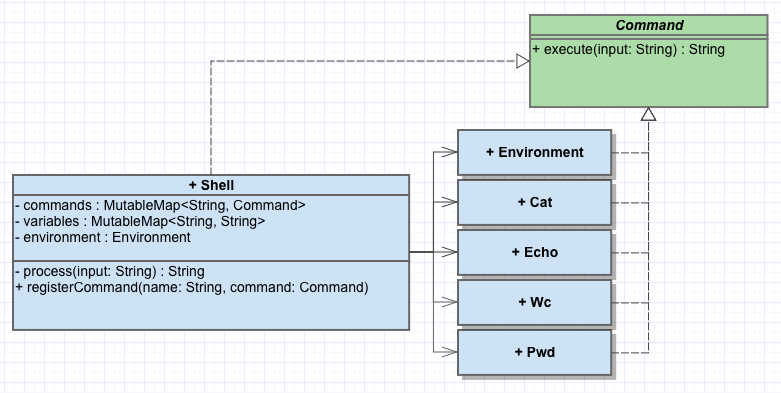 Command
+ execute(input: String) : String
+ Environment
+ Shell
- commands : MutableMap<String, Command>
- variables : MutableMap<String, String>
- environment : Environment
- process(input: String) : String
+ registerCommand(name: String, command: Command)
+ Cat
+ Echo
+ Wc
+ Pwd